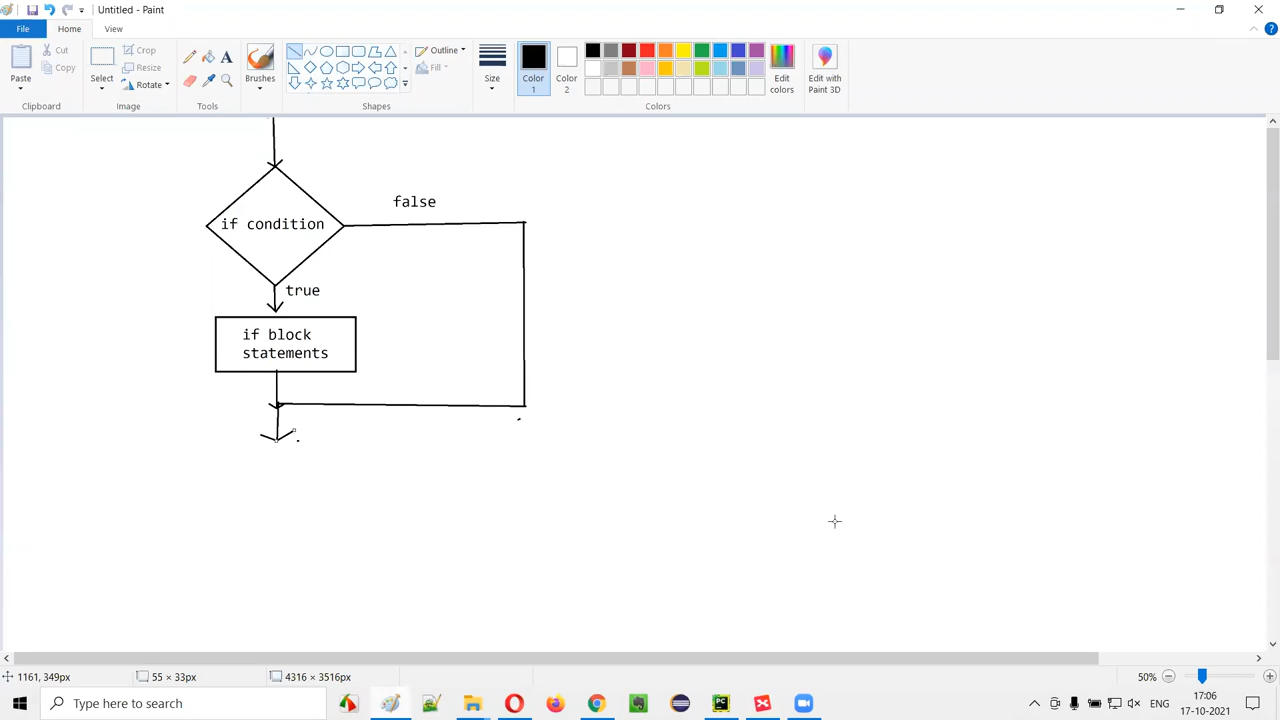 Untitled - Paint
File Home View
Paste
Cut
Copy
Clipboard
Select
Crop
Resize
Rotate
Image
A
Tools
Brushes
Outline
Fill
Shapes
Size
Color 1
Color 2
Colors
Edit colors
Edit with Paint 3D
if condition
false
true
if block
statements
1161, 349px
55 × 33px
4316 × 3516px
50%
Type here to search
PC
ENG
17:06
17-10-2021